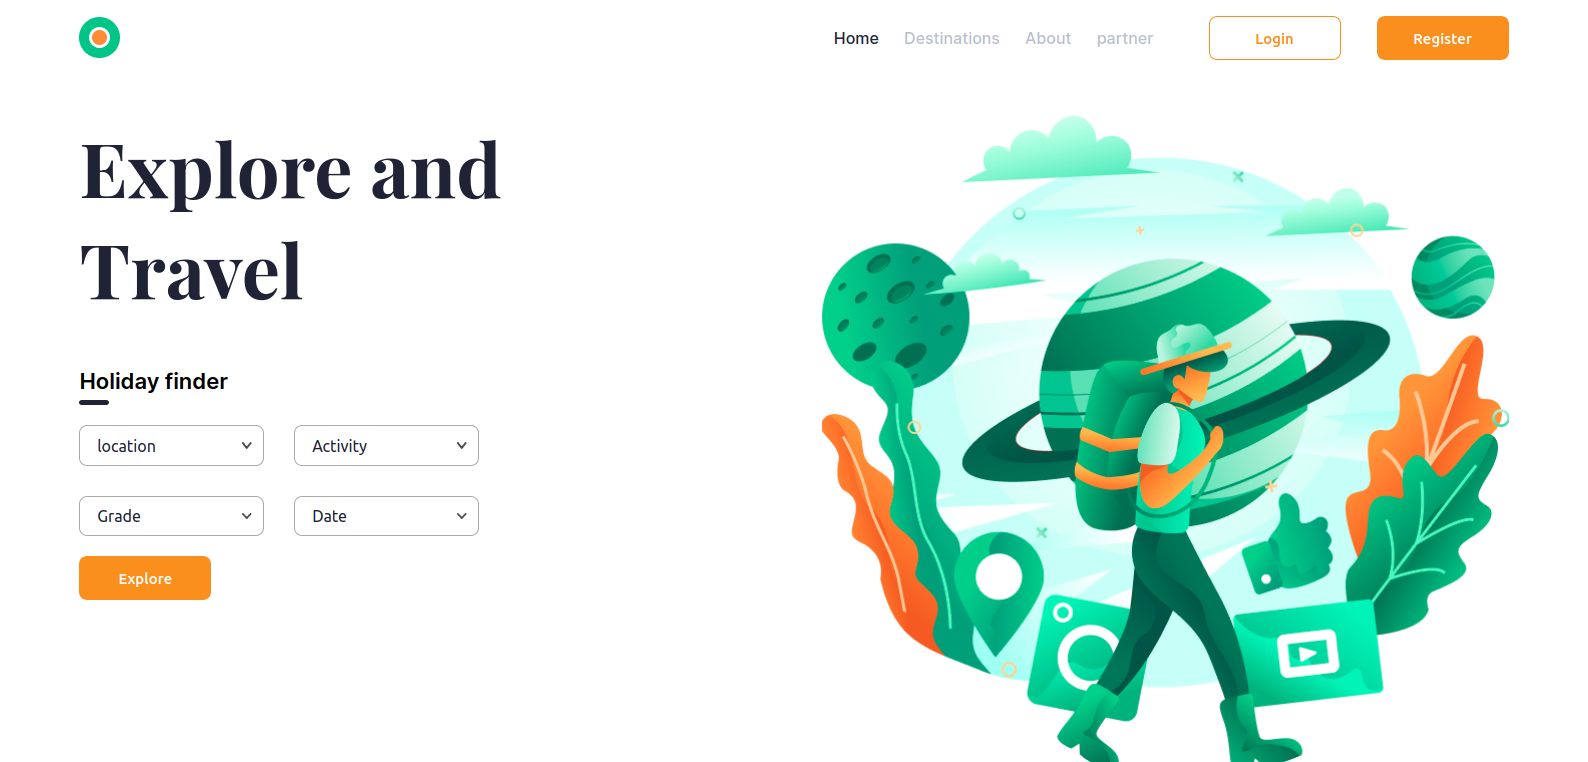 Home Destinations About partner Login Register
Explore and
Travel
Holiday finder
location Activity
Grade Date
Explore